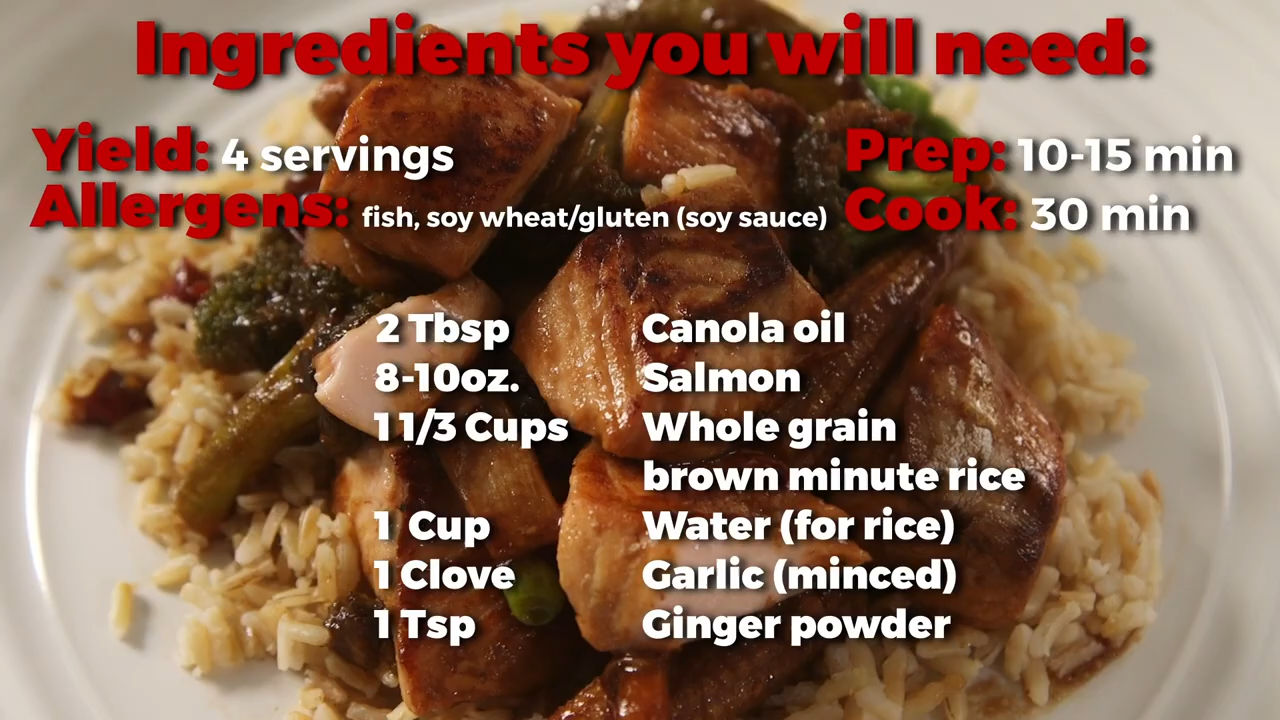 Ingredients you will need:
Yield: 4 servings
Prep: 10-15 min
Allergens: fish, soy wheat/gluten (soy sauce)
Cook: 30 min
2 Tbsp Canola oil
8-10oz. Salmon
1 1/3 Cups Whole grain
brown minute rice
1 Cup Water (for rice)
1 Clove Garlic (minced)
1 Tsp Ginger powder